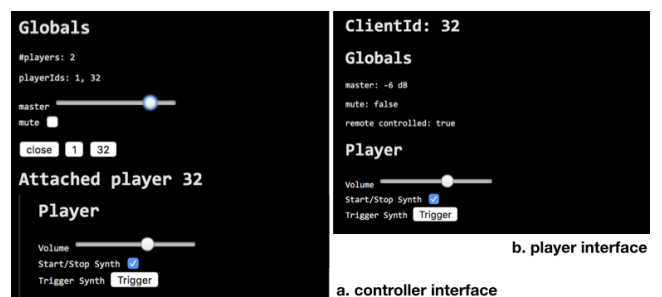 Globals
#players: 2
playerIds: 1, 32
master
mute
close 1 32
Attached player 32
Player
Volume
Start/Stop Synth
Trigger Synth Trigger
a. controller interface
ClientId: 32
Globals
master: -6 dB
mute: false
remote controlled: true
Player
Volume
Start/Stop Synth
Trigger Synth Trigger
b. player interface